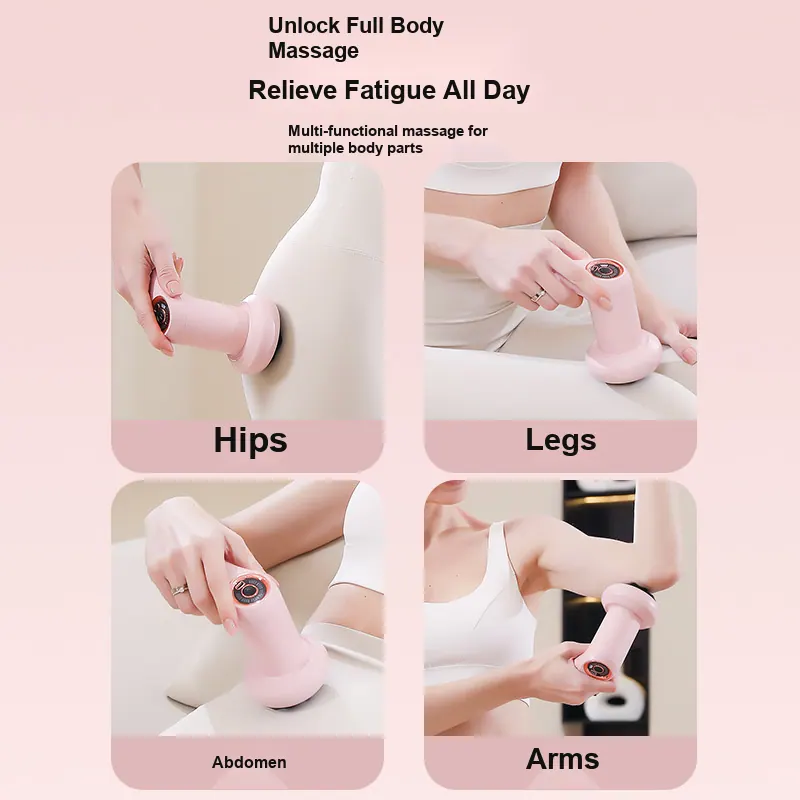 Unlock Full Body
Massage
Relieve Fatigue All Day
Multi-functional massage for
multiple body parts
Hips
Legs
Abdomen
Arms